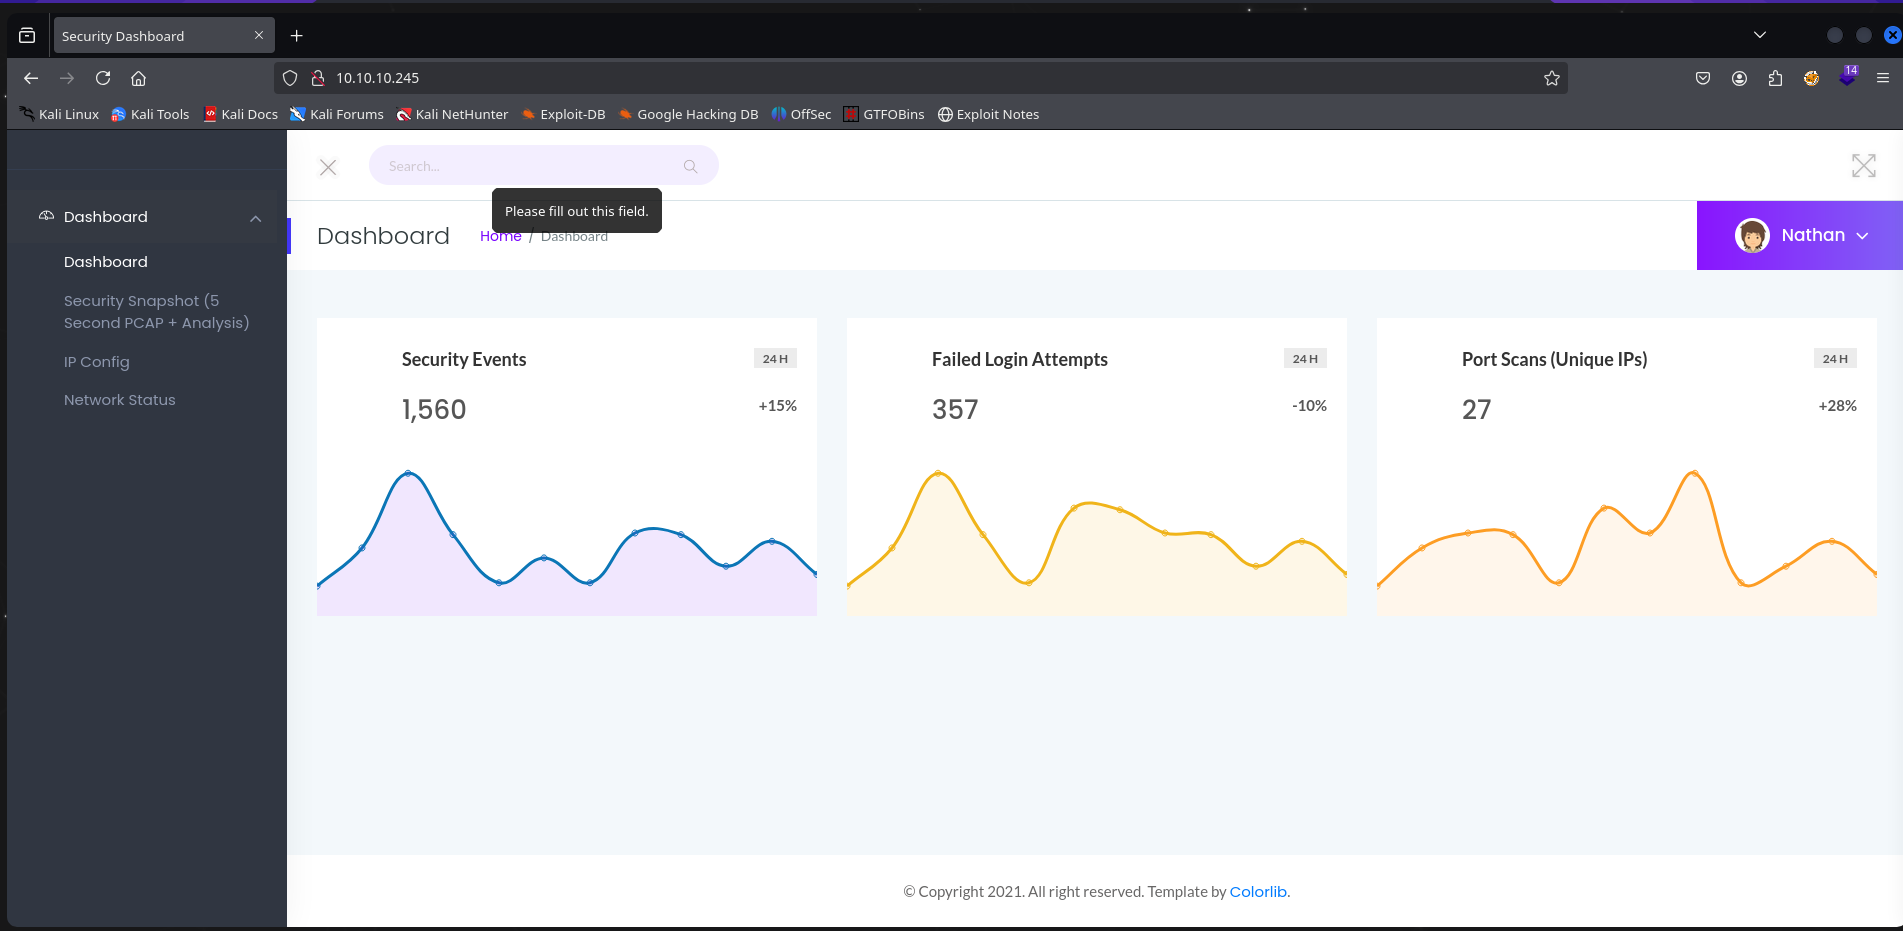 Security Dashboard
10.10.10.245
14
Kali Linux Kali Tools Kali Docs Kali Forums Kali NetHunter Exploit-DB Google Hacking DB OffSec GTFOBins Exploit Notes
Search...
Please fill out this field.
Dashboard
Dashboard
Security Snapshot (5
Second PCAP + Analysis)
IP Config
Network Status
Dashboard
Home / Dashboard
Nathan
Security Events
24 H
1,560
+15%
Failed Login Attempts
24 H
357
-10%
Port Scans (Unique IPs)
24 H
27
+28%
© Copyright 2021. All right reserved. Template by Colorlib.